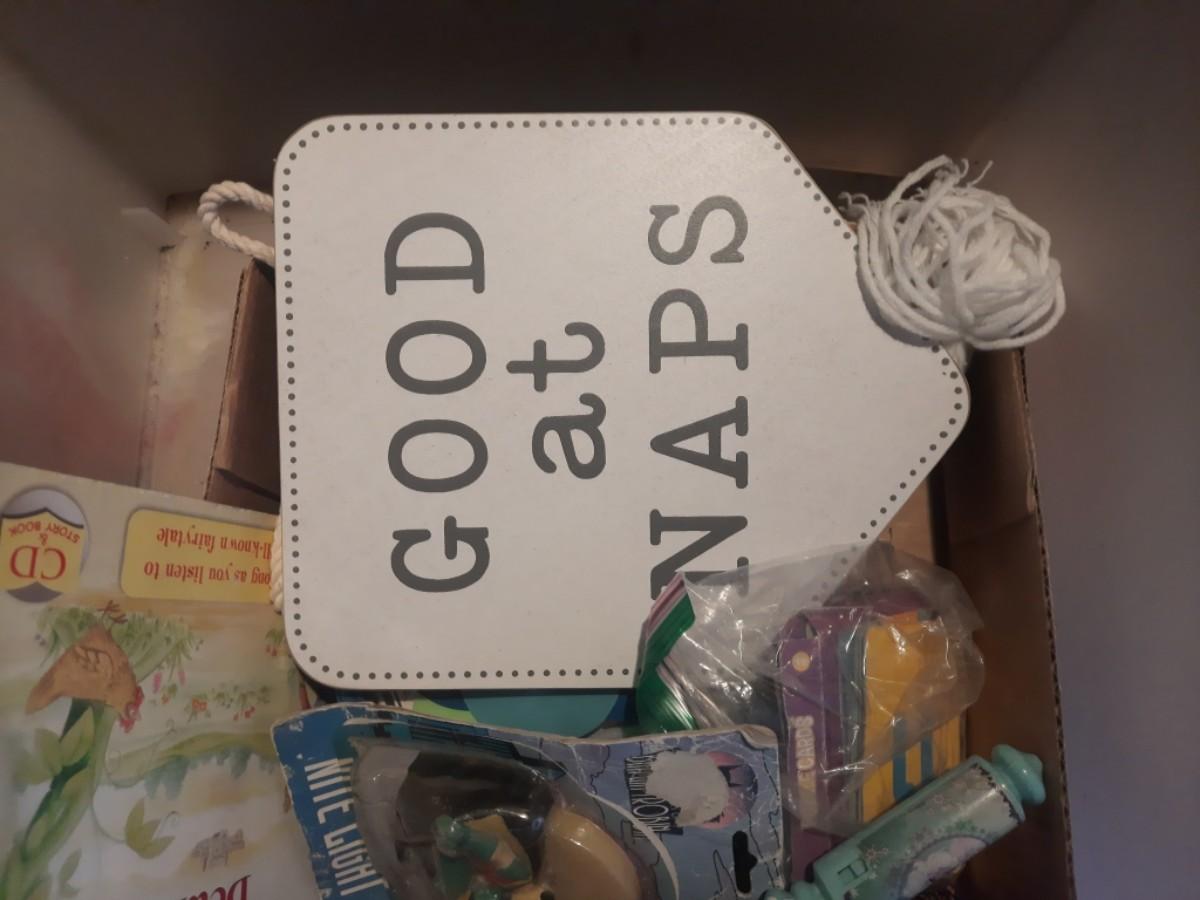 GOOD
at
NAPS
CD
&
STORY BOOK
ong as you listen to
ll-known fairytale
NITE LIGHT
CARDS